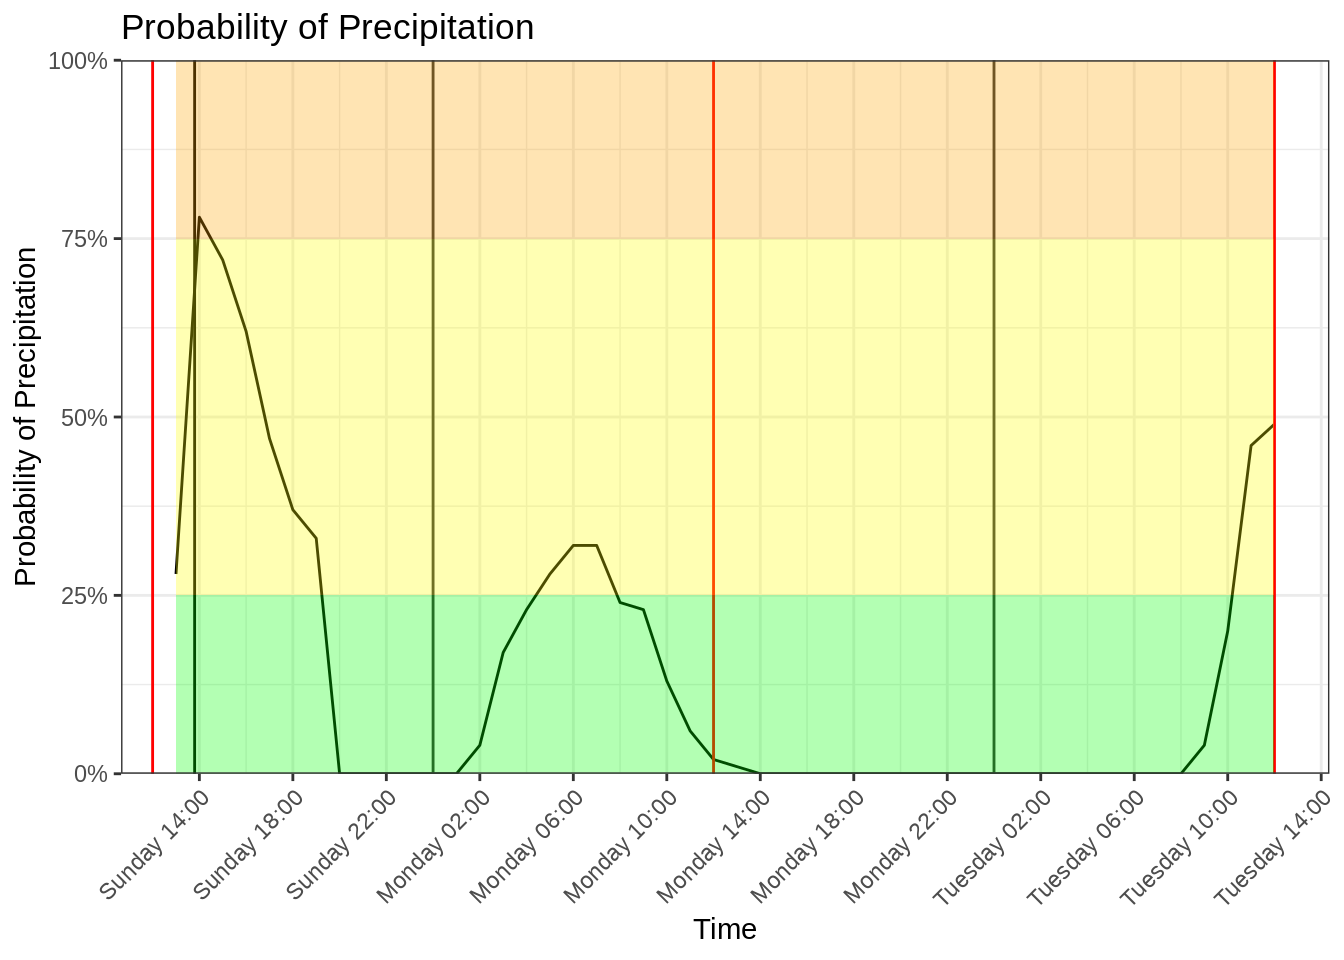 Probability of Precipitation
100%
75%
50%
25%
0%
Probability of Precipitation
Sunday 14:00
Sunday 18:00
Sunday 22:00
Monday 02:00
Monday 06:00
Monday 10:00
Monday 14:00
Monday 18:00
Monday 22:00
Tuesday 02:00
Tuesday 06:00
Tuesday 10:00
Tuesday 14:00
Time